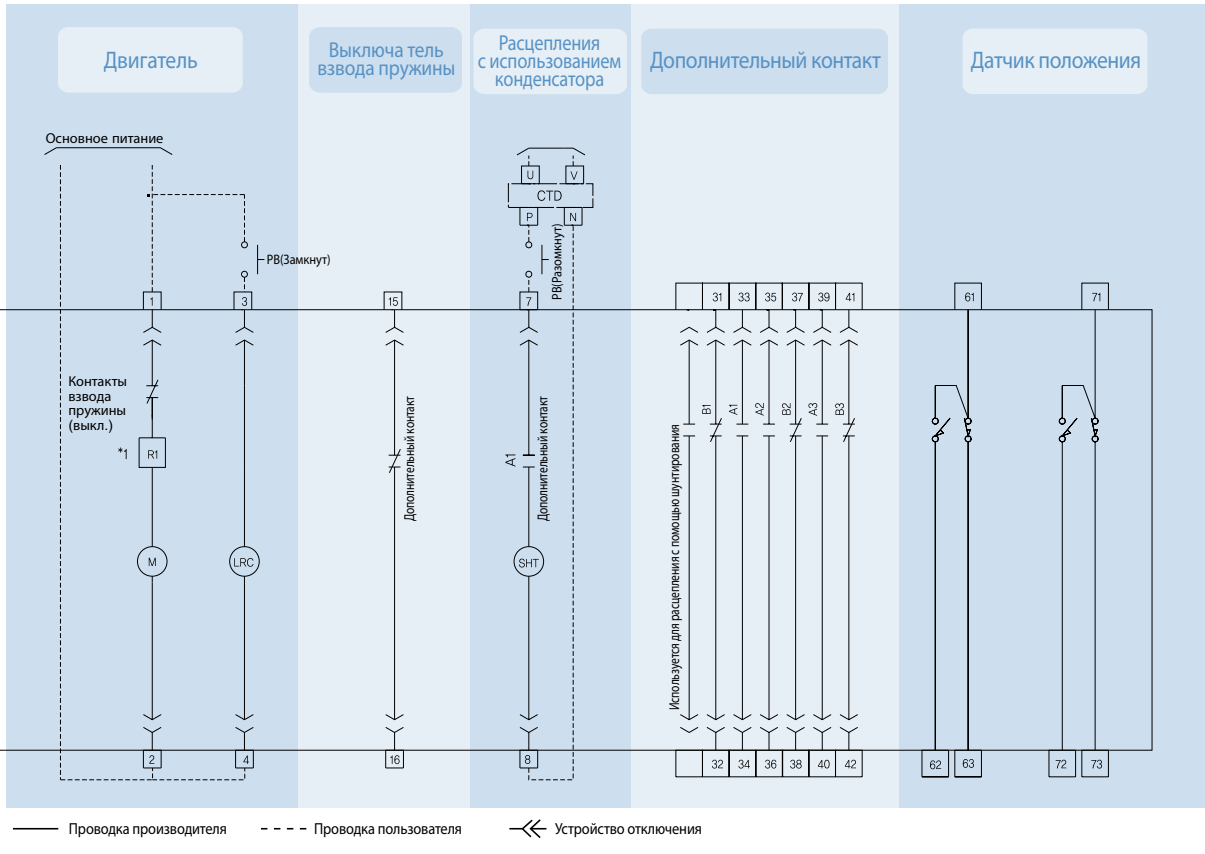 Двигатель
Выключа тель
взвода пружины
Расцепления
с использованием
конденсатора
Дополнительный контакт
Датчик положения
Основное питание
U
V
CTD
P
N
PB(Замкнут)
PB(Разомкнут)
1
3
15
7
31
33
35
37
39
41
61
71
Контакты
взвода
пружины
(выкл.)
*1
R1
M
LRC
Дополнительный контакт
A1
Дополнительный контакт
SHT
Используется для расцепления с помощью шунтирования
B1
A1
A2
B2
A3
B3
2
4
16
8
32
34
36
38
40
42
62
63
72
73
Проводка производителя
Проводка пользователя
Устройство отключения